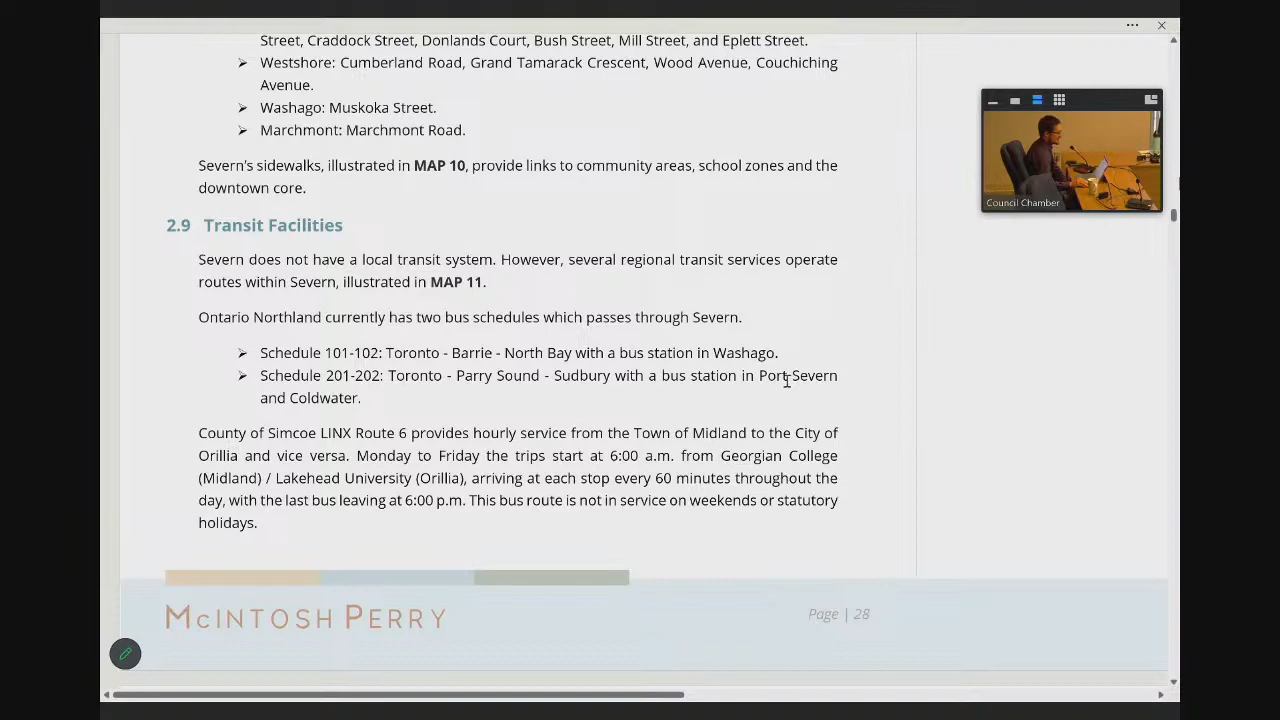 Street, Craddock Street, Donlands Court, Bush Street, Mill Street, and Eplett Street.
➢ Westshore: Cumberland Road, Grand Tamarack Crescent, Wood Avenue, Couchiching
Avenue.
➢ Washago: Muskoka Street.
➢ Marchmont: Marchmont Road.
Severn’s sidewalks, illustrated in MAP 10, provide links to community areas, school zones and the
downtown core.
2.9 Transit Facilities
Severn does not have a local transit system. However, several regional transit services operate
routes within Severn, illustrated in MAP 11.
Ontario Northland currently has two bus schedules which passes through Severn.
➢ Schedule 101-102: Toronto - Barrie - North Bay with a bus station in Washago.
➢ Schedule 201-202: Toronto - Parry Sound - Sudbury with a bus station in Port Severn
and Coldwater.
County of Simcoe LINX Route 6 provides hourly service from the Town of Midland to the City of
Orillia and vice versa. Monday to Friday the trips start at 6:00 a.m. from Georgian College
(Midland) / Lakehead University (Orillia), arriving at each stop every 60 minutes throughout the
day, with the last bus leaving at 6:00 p.m. This bus route is not in service on weekends or statutory
holidays.
McINTOSH PERRY
Page | 28
Council Chamber